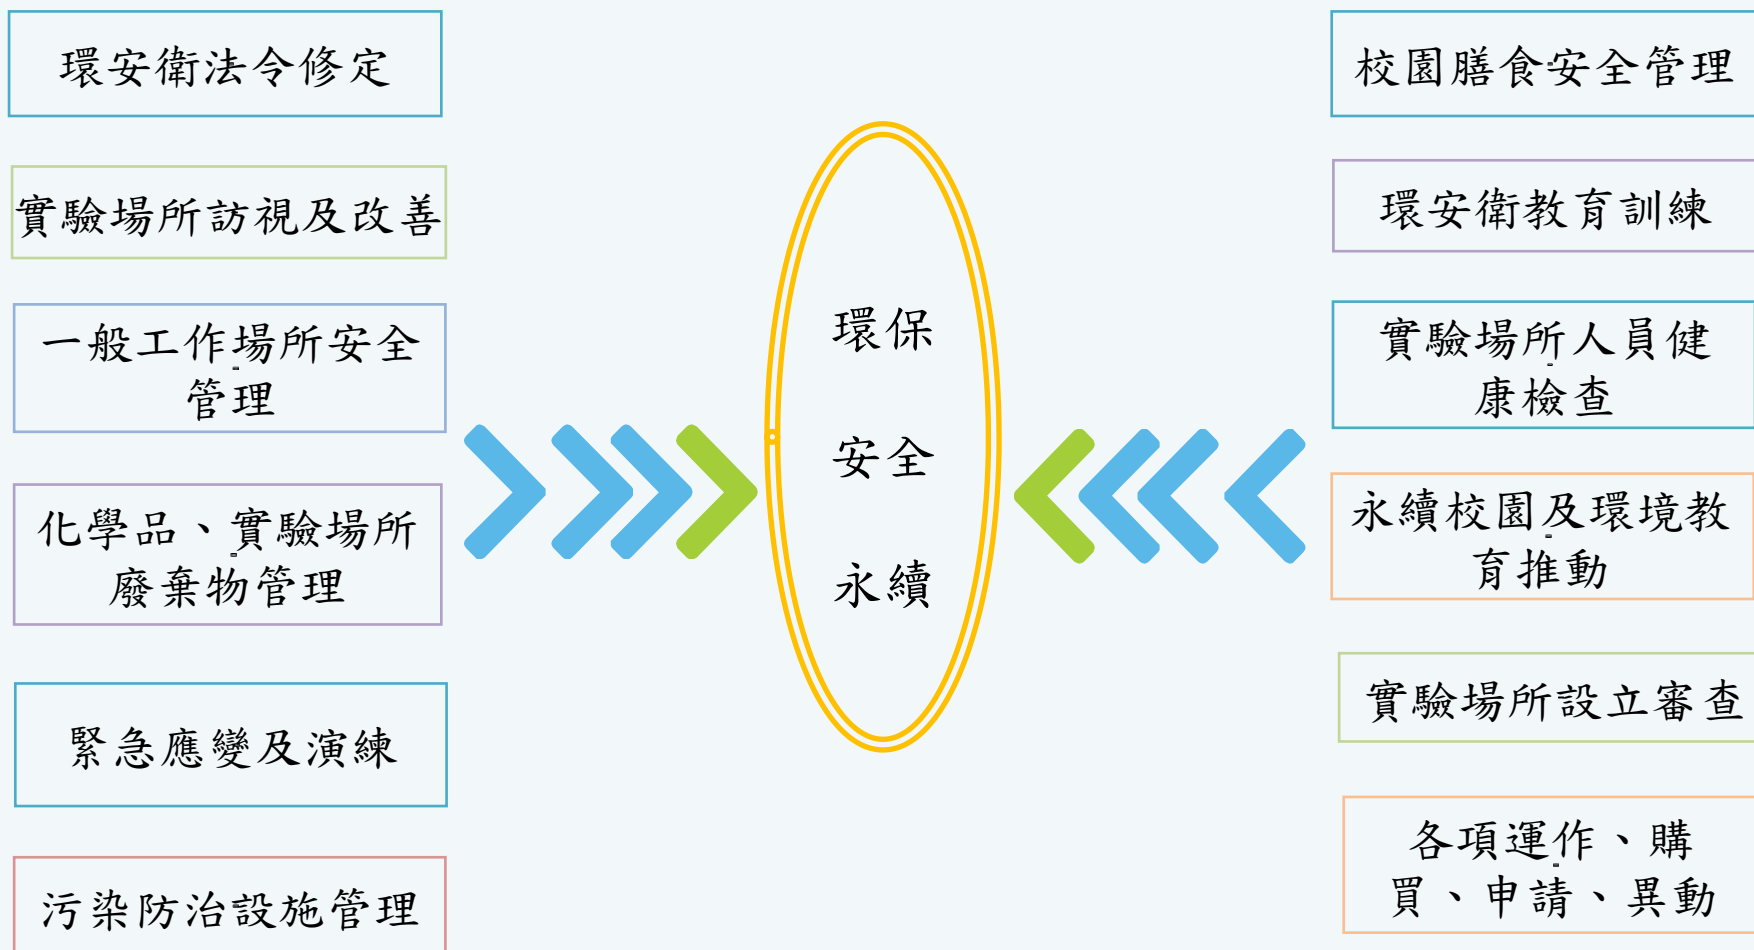 環安衛法令修定
實驗場所訪視及改善
一般工作場所安全
管理
化學品、實驗場所
廢棄物管理
緊急應變及演練
污染防治設施管理
環保
安全
永續
校園膳食安全管理
環安衛教育訓練
實驗場所人員健
康檢查
永續校園及環境教
育推動
實驗場所設立審查
各項運作、購
買、申請、異動